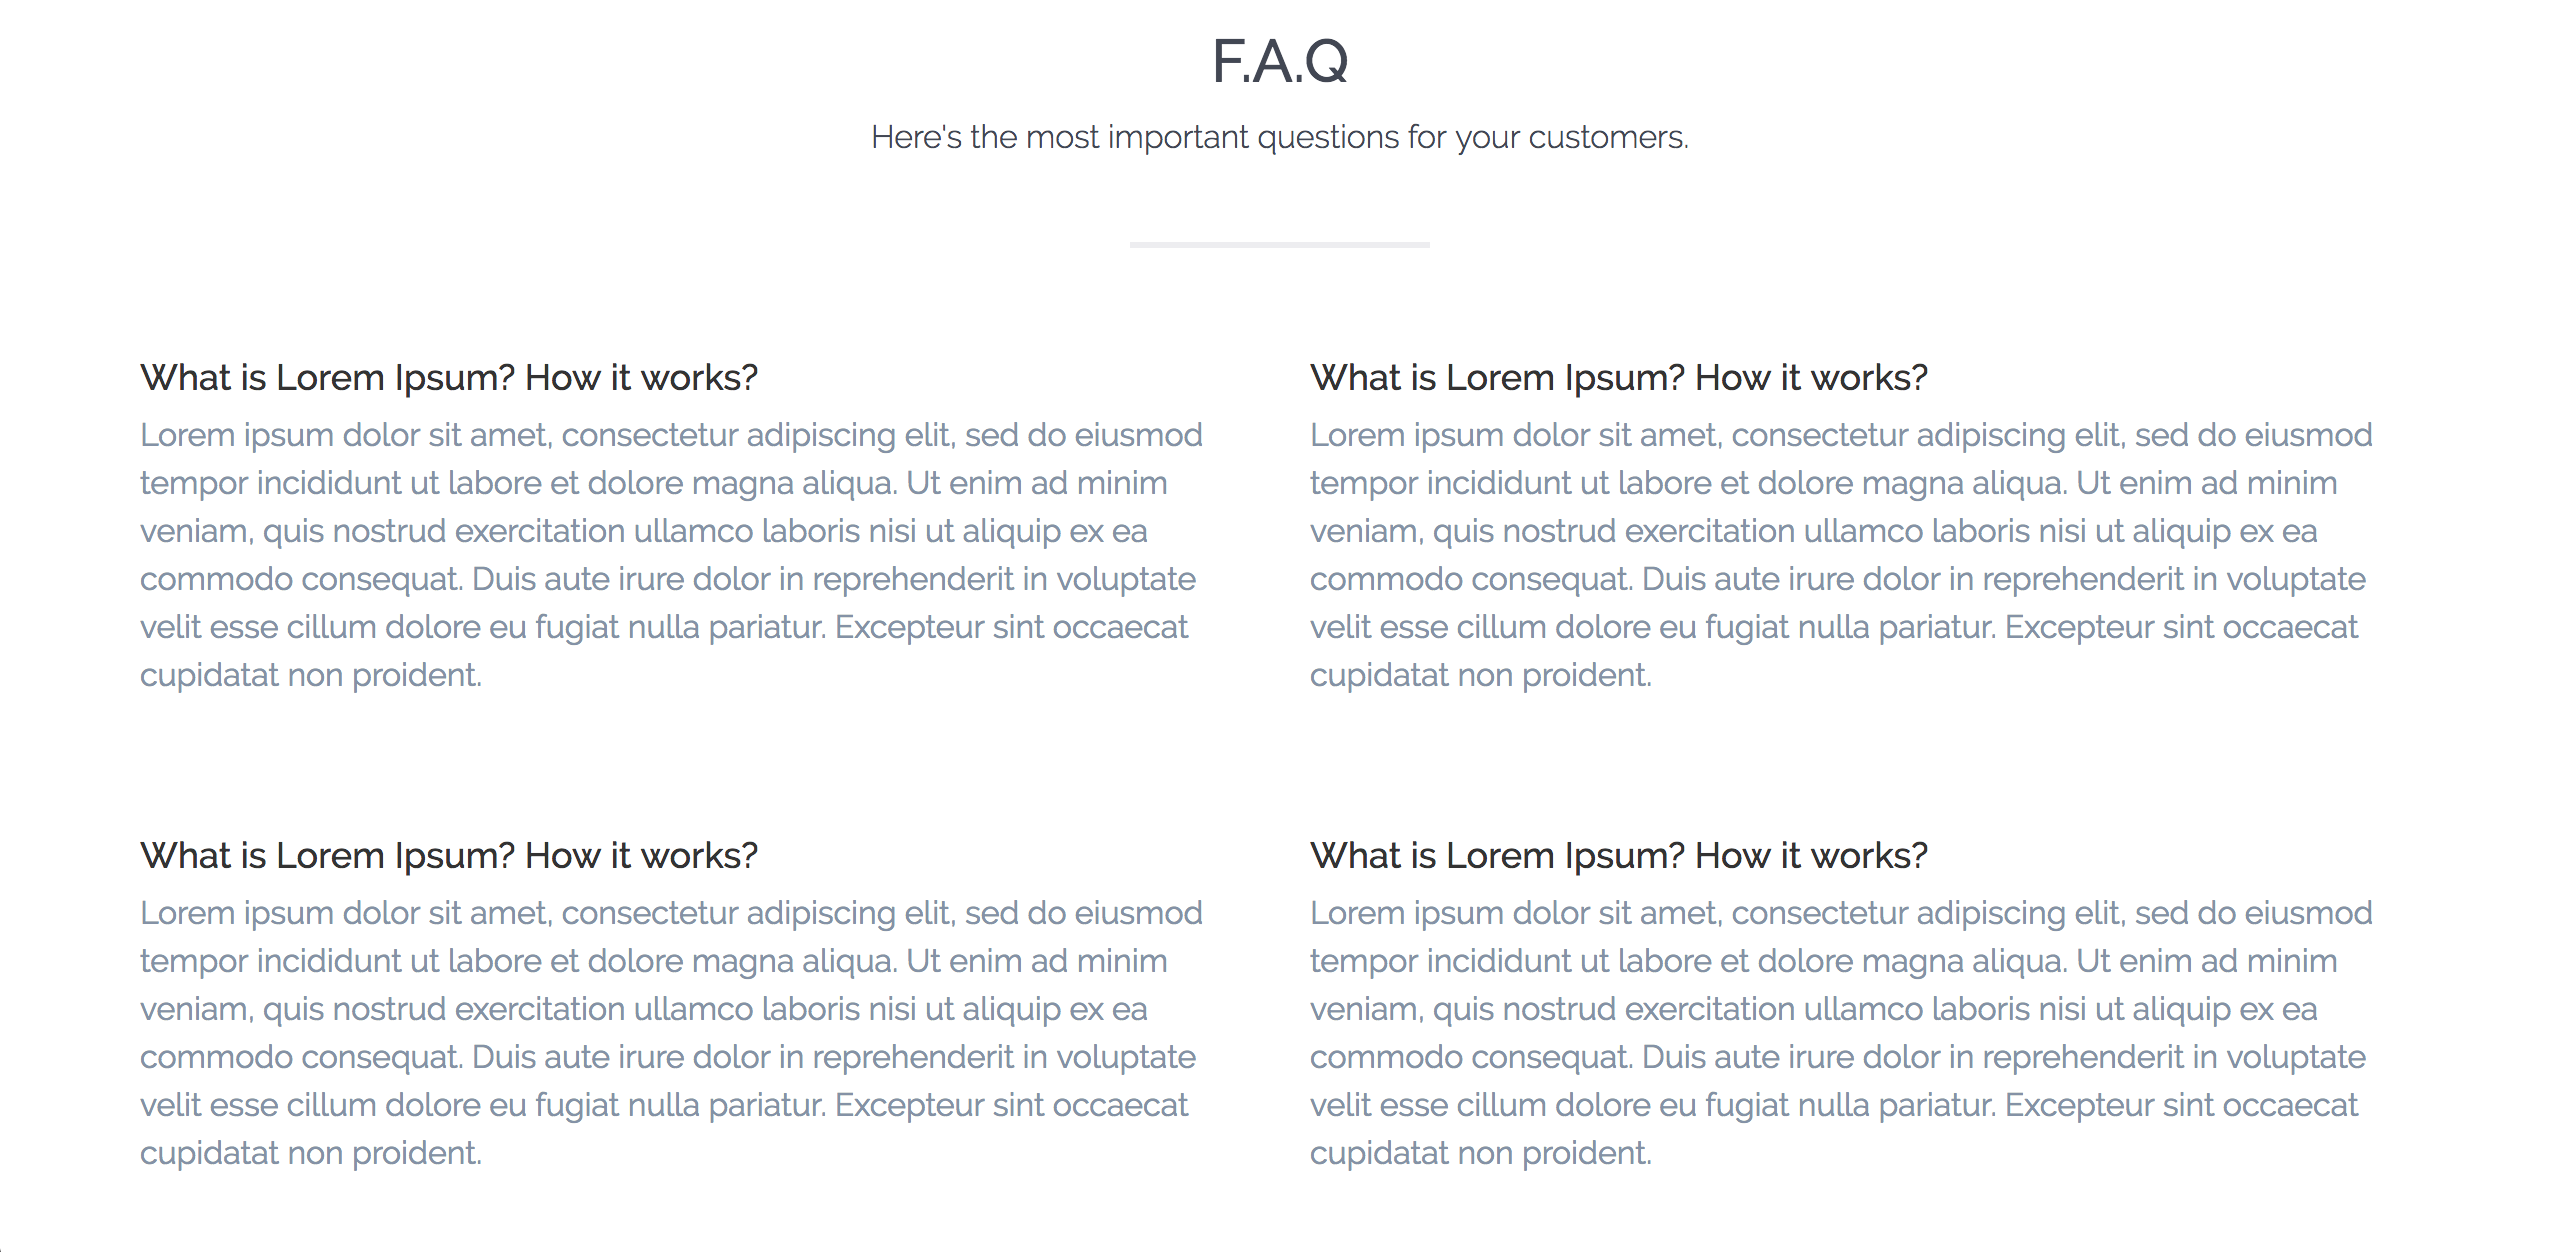 F.A.Q
Here's the most important questions for your customers.
What is Lorem Ipsum? How it works?
Lorem ipsum dolor sit amet, consectetur adipiscing elit, sed do eiusmod
tempor incididunt ut labore et dolore magna aliqua. Ut enim ad minim
veniam, quis nostrud exercitation ullamco laboris nisi ut aliquip ex ea
commodo consequat. Duis aute irure dolor in reprehenderit in voluptate
velit esse cillum dolore eu fugiat nulla pariatur. Excepteur sint occaecat
cupidatat non proident.
What is Lorem Ipsum? How it works?
Lorem ipsum dolor sit amet, consectetur adipiscing elit, sed do eiusmod
tempor incididunt ut labore et dolore magna aliqua. Ut enim ad minim
veniam, quis nostrud exercitation ullamco laboris nisi ut aliquip ex ea
commodo consequat. Duis aute irure dolor in reprehenderit in voluptate
velit esse cillum dolore eu fugiat nulla pariatur. Excepteur sint occaecat
cupidatat non proident.
What is Lorem Ipsum? How it works?
Lorem ipsum dolor sit amet, consectetur adipiscing elit, sed do eiusmod
tempor incididunt ut labore et dolore magna aliqua. Ut enim ad minim
veniam, quis nostrud exercitation ullamco laboris nisi ut aliquip ex ea
commodo consequat. Duis aute irure dolor in reprehenderit in voluptate
velit esse cillum dolore eu fugiat nulla pariatur. Excepteur sint occaecat
cupidatat non proident.
What is Lorem Ipsum? How it works?
Lorem ipsum dolor sit amet, consectetur adipiscing elit, sed do eiusmod
tempor incididunt ut labore et dolore magna aliqua. Ut enim ad minim
veniam, quis nostrud exercitation ullamco laboris nisi ut aliquip ex ea
commodo consequat. Duis aute irure dolor in reprehenderit in voluptate
velit esse cillum dolore eu fugiat nulla pariatur. Excepteur sint occaecat
cupidatat non proident.